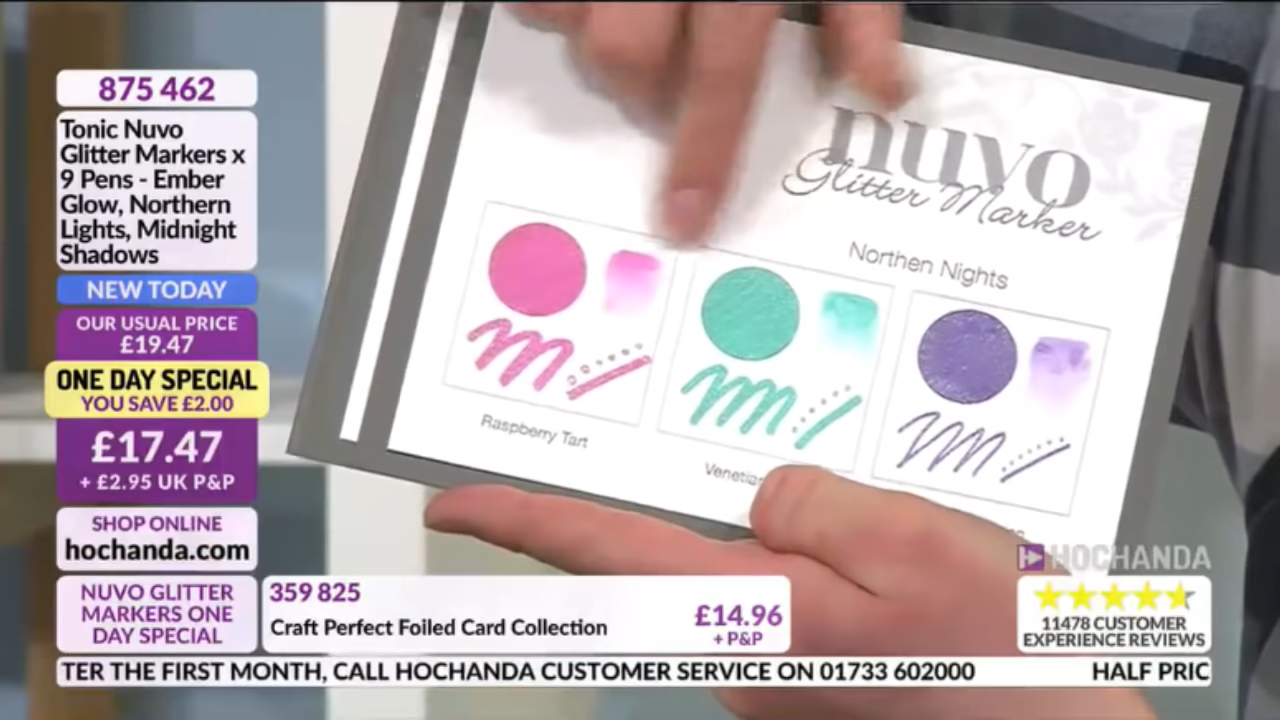 875 462
Tonic Nuvo
Glitter Markers x
9 Pens - Ember
Glow, Northern
Lights, Midnight
Shadows
NEW TODAY
OUR USUAL PRICE
£19.47
ONE DAY SPECIAL
YOU SAVE £2.00
£17.47
+ £2.95 UK P&P
SHOP ONLINE
hochanda.com
NUVO GLITTER
MARKERS ONE
DAY SPECIAL
359 825
Craft Perfect Foiled Card Collection
£14.96
+ P&P
nuvo
Glitter Marker
Northen Nights
Raspberry Tart
HOCHANDA
11478 CUSTOMER
EXPERIENCE REVIEWS
TER THE FIRST MONTH, CALL HOCHANDA CUSTOMER SERVICE ON 01733 602000 HALF PRIC